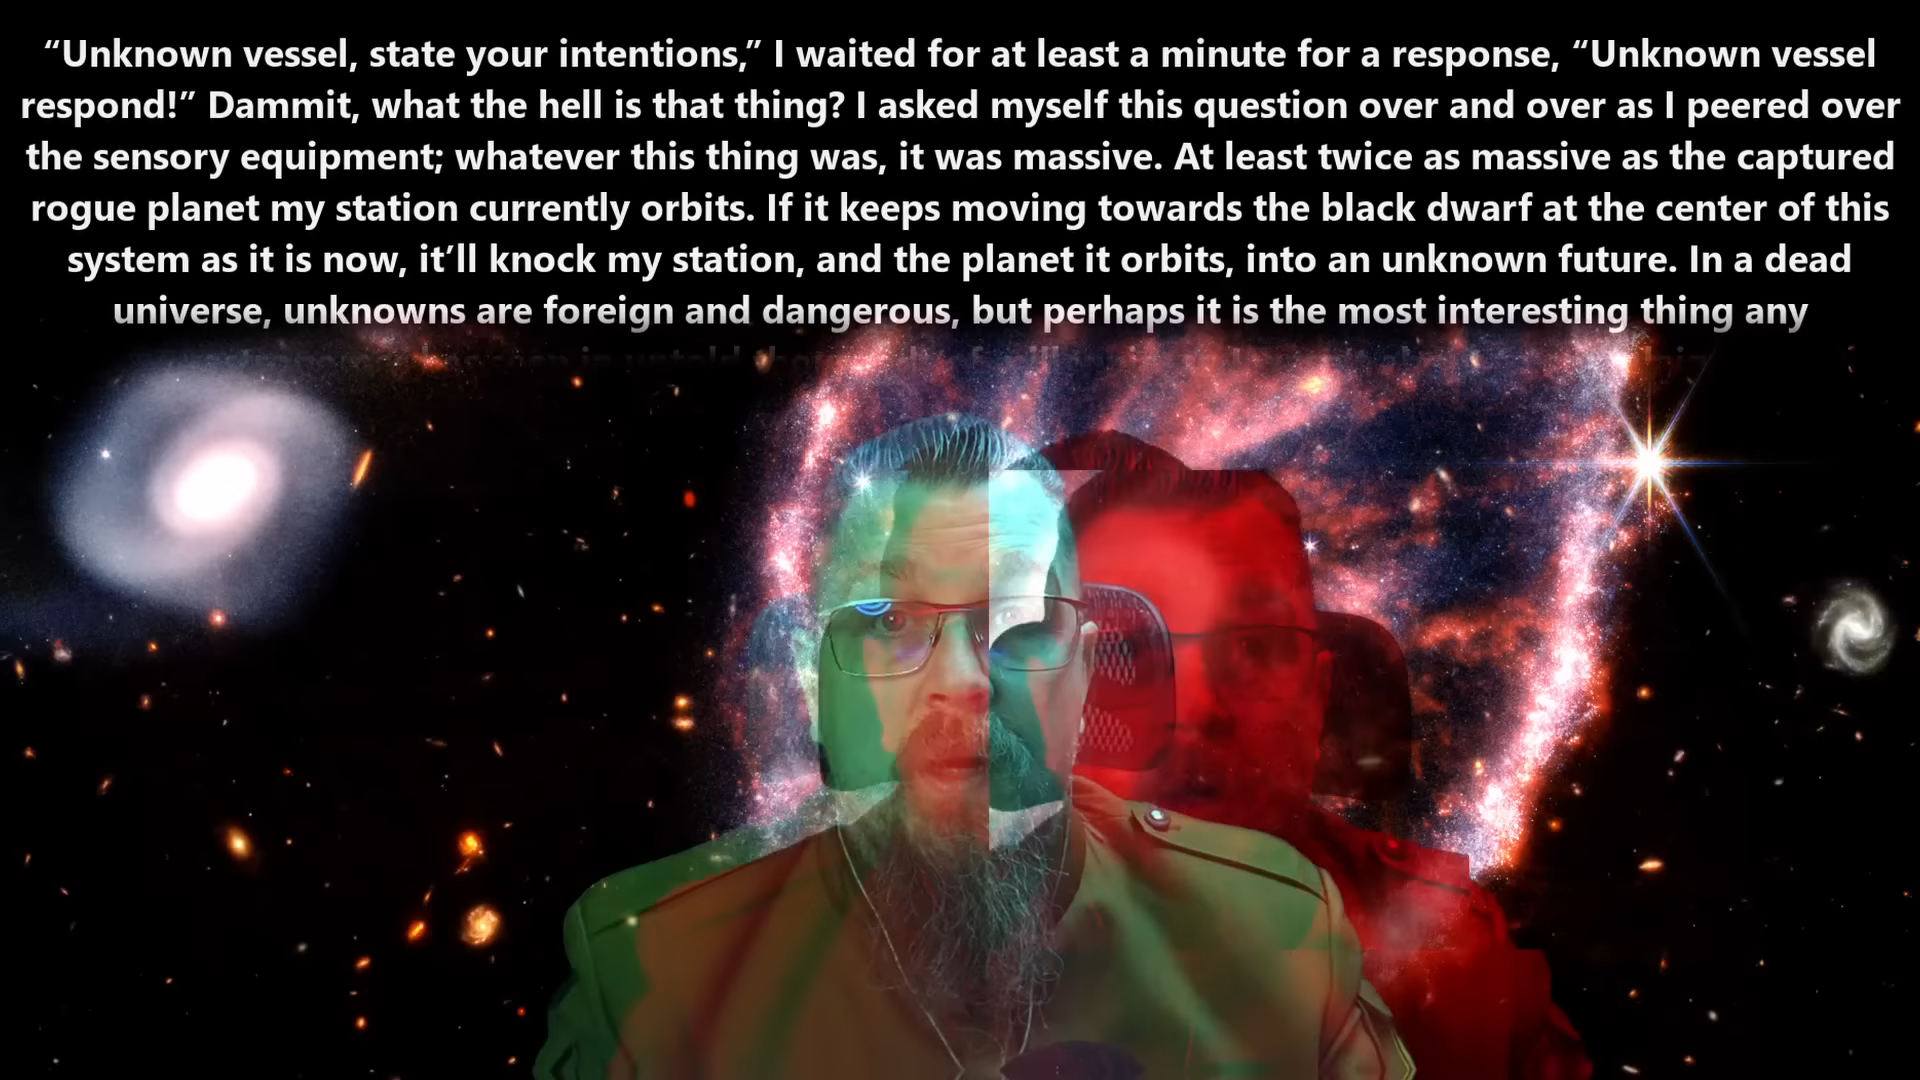 “Unknown vessel, state your intentions,” I waited for at least a minute for a response, “Unknown vessel
respond!” Dammit, what the hell is that thing? I asked myself this question over and over as I peered over
the sensory equipment; whatever this thing was, it was massive. At least twice as massive as the captured
rogue planet my station currently orbits. If it keeps moving towards the black dwarf at the center of this
system as it is now, it’ll knock my station, and the planet it orbits, into an unknown future. In a dead
universe, unknowns are foreign and dangerous, but perhaps it is the most interesting thing any